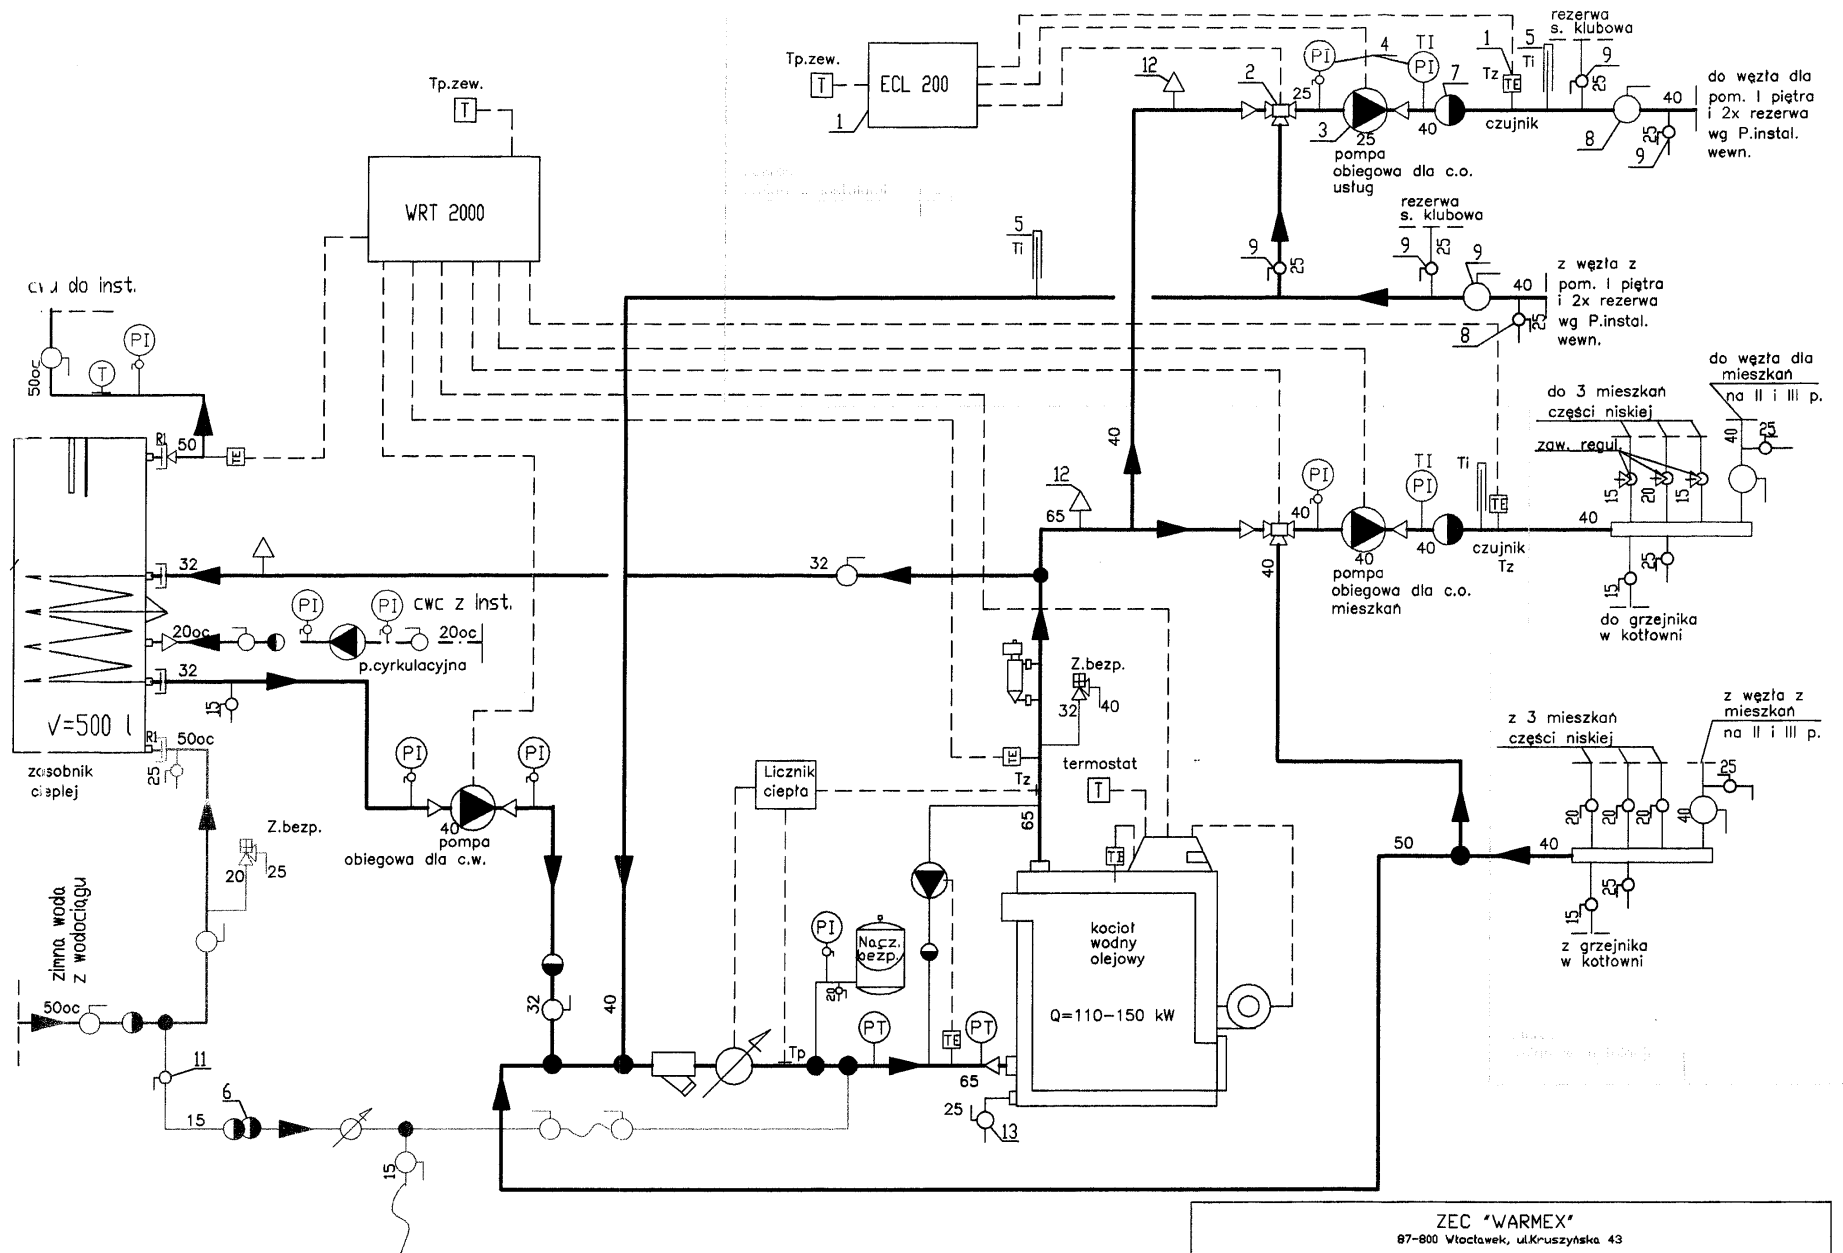 rezerwa
s. klubowa
Tp.zew.
ECL 200
1
12
2
25
PI
4
TI
PI
7
1
Tz
TE
5
Ti
9
25
40
do węzła dla
pom. I piętra
i 2x rezerwa
wg P.instal.
wewn.
3
25
40
czujnik
8
25
9
pompa
obiegowa dla c.o.
usług
Tp.zew.
T
T
WRT 2000
rezerwa
s. klubowa
5
Ti
9
25
9
25
9
40
8
25
z węzła z
pom. I piętra
i 2x rezerwa
wg P.instal.
wewn.
do inst.
PI
T
50oc
R1
50
TE
do węzła dla
mieszkań
na II i III p.
do 3 mieszkań
części niskiej
zaw. regul.
40
25
15
20
15
40
12
65
40
PI
TI
PI
Ti
TE
40
40
40
40
czujnik
Tz
pompa
obiegowa dla c.o.
mieszkań
15
25
do grzejnika
w kotłowni
32
32
PI
PI
cwc z inst.
20oc
20oc
p.cyrkulacyjna
32
15
V=500 l
R1
50oc
25
zasobnik
cieplej
Z.bezp.
32
40
TE
Tz
65
termostat
T
TE
Licznik
ciepła
PI
PI
40
pompa
obiegowa dla c.w.
Z.bezp.
20
25
z węzła z
mieszkań
na II i III p.
z 3 mieszkań
części niskiej
25
20
20
20
40
50
40
15
25
z grzejnika
w kotłowni
zimna woda
z wodociągu
50oc
32
40
PI
Nacz.
bezp.
20
kocioł
wodny
olejowy
Q=110-150 kW
PT
TE
PT
Tp
65
25
13
11
6
15
15
ZEC "WARMEX"
87-800 Włocławek, ul.Kruszyńska 43